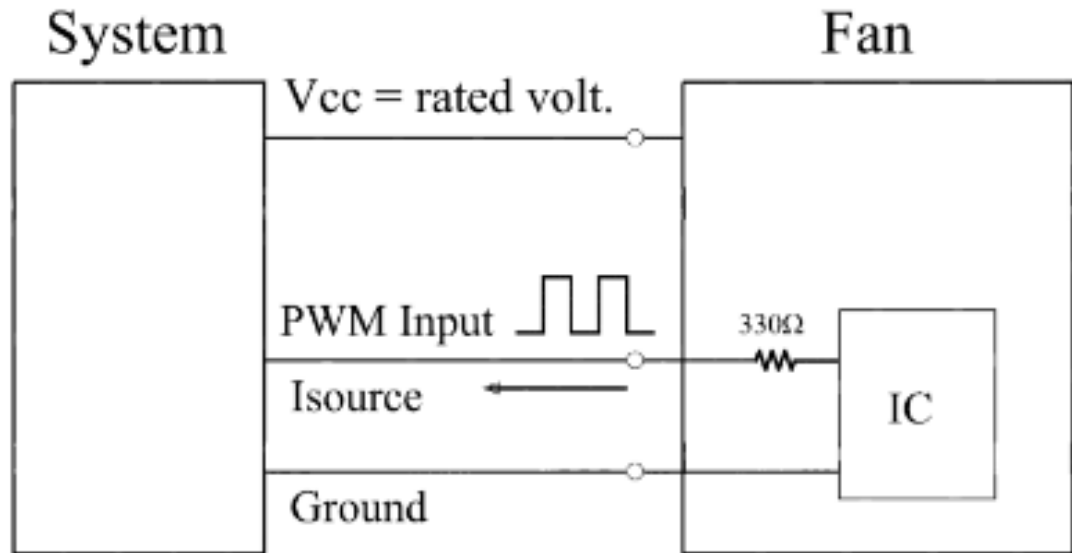 System
Fan
Vcc = rated volt.
PWM Input
330Ω
Isource
IC
Ground